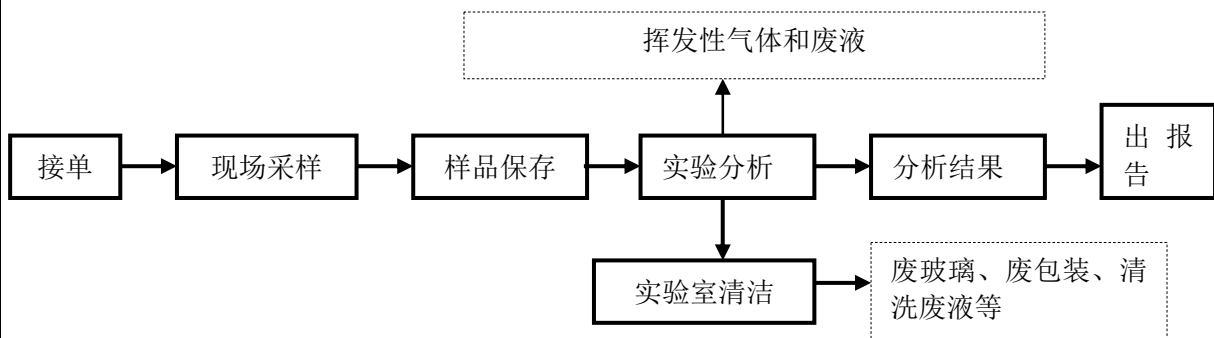 挥发性气体和废液
接单
现场采样
样品保存
实验分析
分析结果
出 报
告
实验室清洁
废玻璃、废包装、清
洗废液等